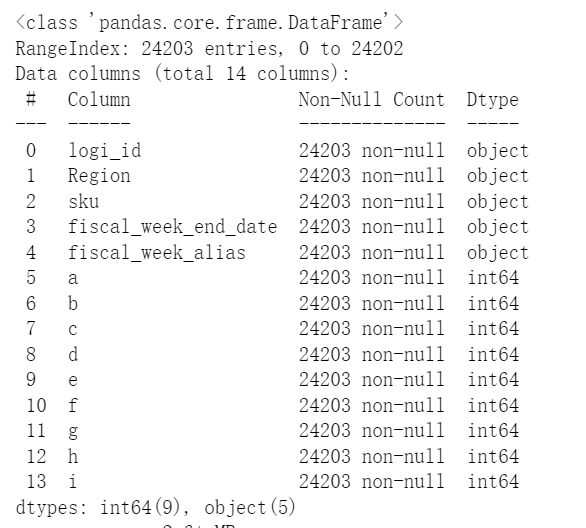 <class 'pandas.core.frame.DataFrame'>
RangeIndex: 24203 entries, 0 to 24202
Data columns (total 14 columns):
 #   Column                Non-Null Count  Dtype
---  ------                --------------  -----
 0   logi_id               24203 non-null  object
 1   Region                24203 non-null  object
 2   sku                   24203 non-null  object
 3   fiscal_week_end_date  24203 non-null  object
 4   fiscal_week_alias     24203 non-null  object
 5   a                     24203 non-null  int64
 6   b                     24203 non-null  int64
 7   c                     24203 non-null  int64
 8   d                     24203 non-null  int64
 9   e                     24203 non-null  int64
 10  f                     24203 non-null  int64
 11  g                     24203 non-null  int64
 12  h                     24203 non-null  int64
 13  i                     24203 non-null  int64
dtypes: int64(9), object(5)